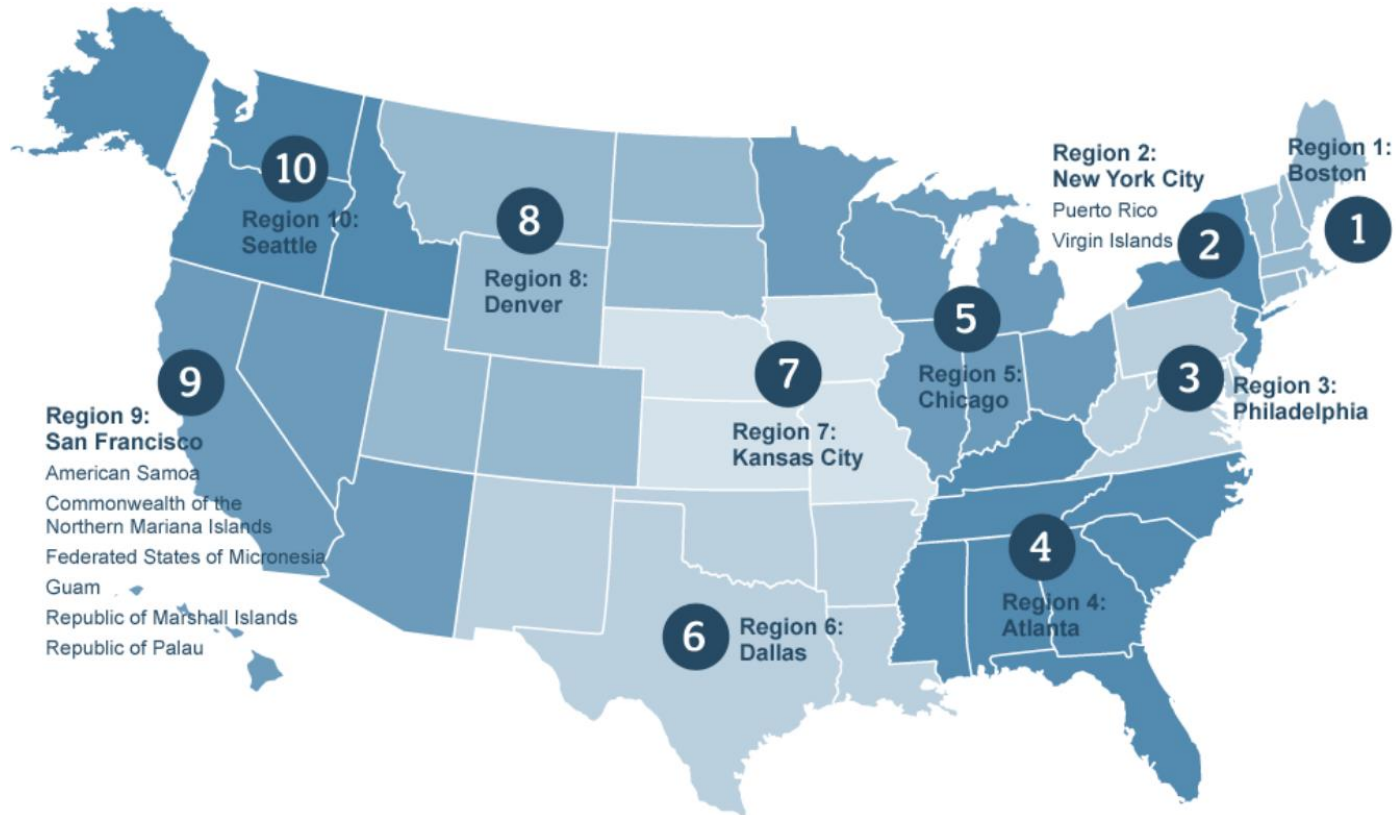 10
Region 10:
Seattle
8
Region 8:
Denver
Region 2:
New York City
Puerto Rico
Virgin Islands
2
Region 1:
Boston
1
9
Region 9:
San Francisco
American Samoa
Commonwealth of the
Northern Mariana Islands
Federated States of Micronesia
Guam
Republic of Marshall Islands
Republic of Palau
7
Region 7:
Kansas City
5
Region 5:
Chicago
3
Region 3:
Philadelphia
6
Region 6:
Dallas
4
Region 4:
Atlanta